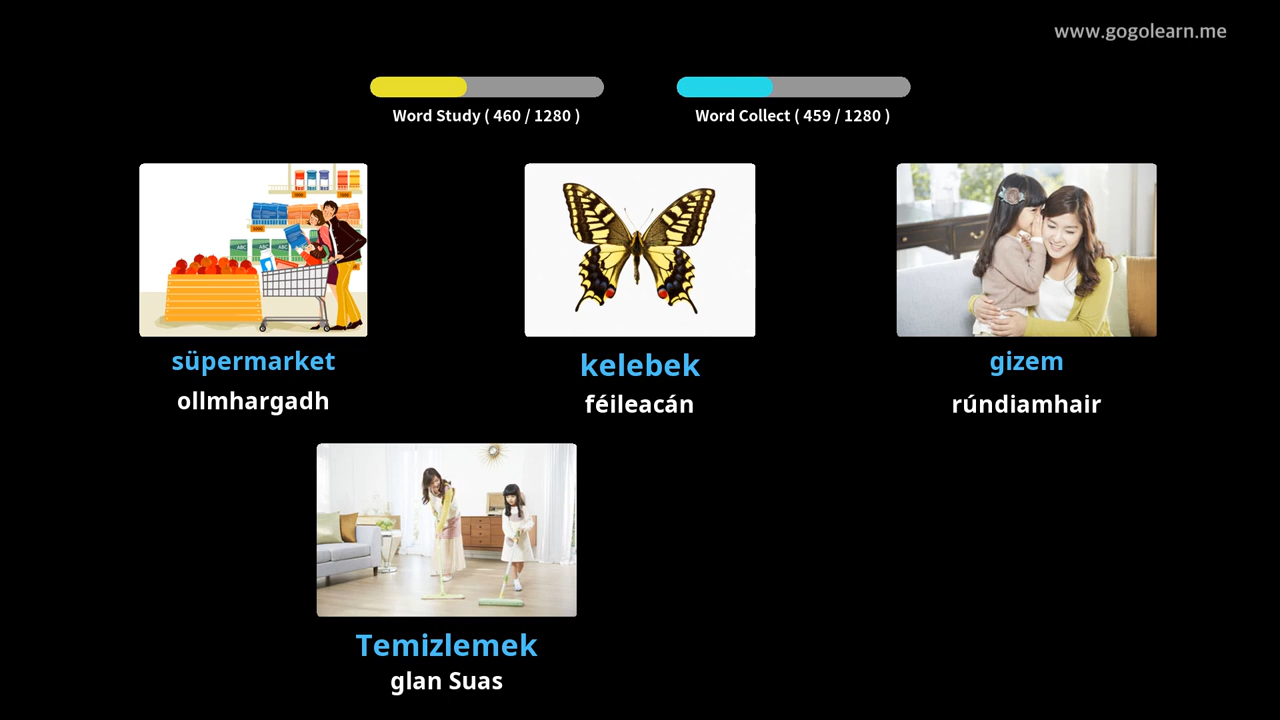 www.gogolearn.me
Word Study ( 460 / 1280 )
Word Collect ( 459 / 1280 )
süpermarket
kelebek
gizem
ollmhargadh
féileacán
rúndiamhair
Temizlemek
glan Suas